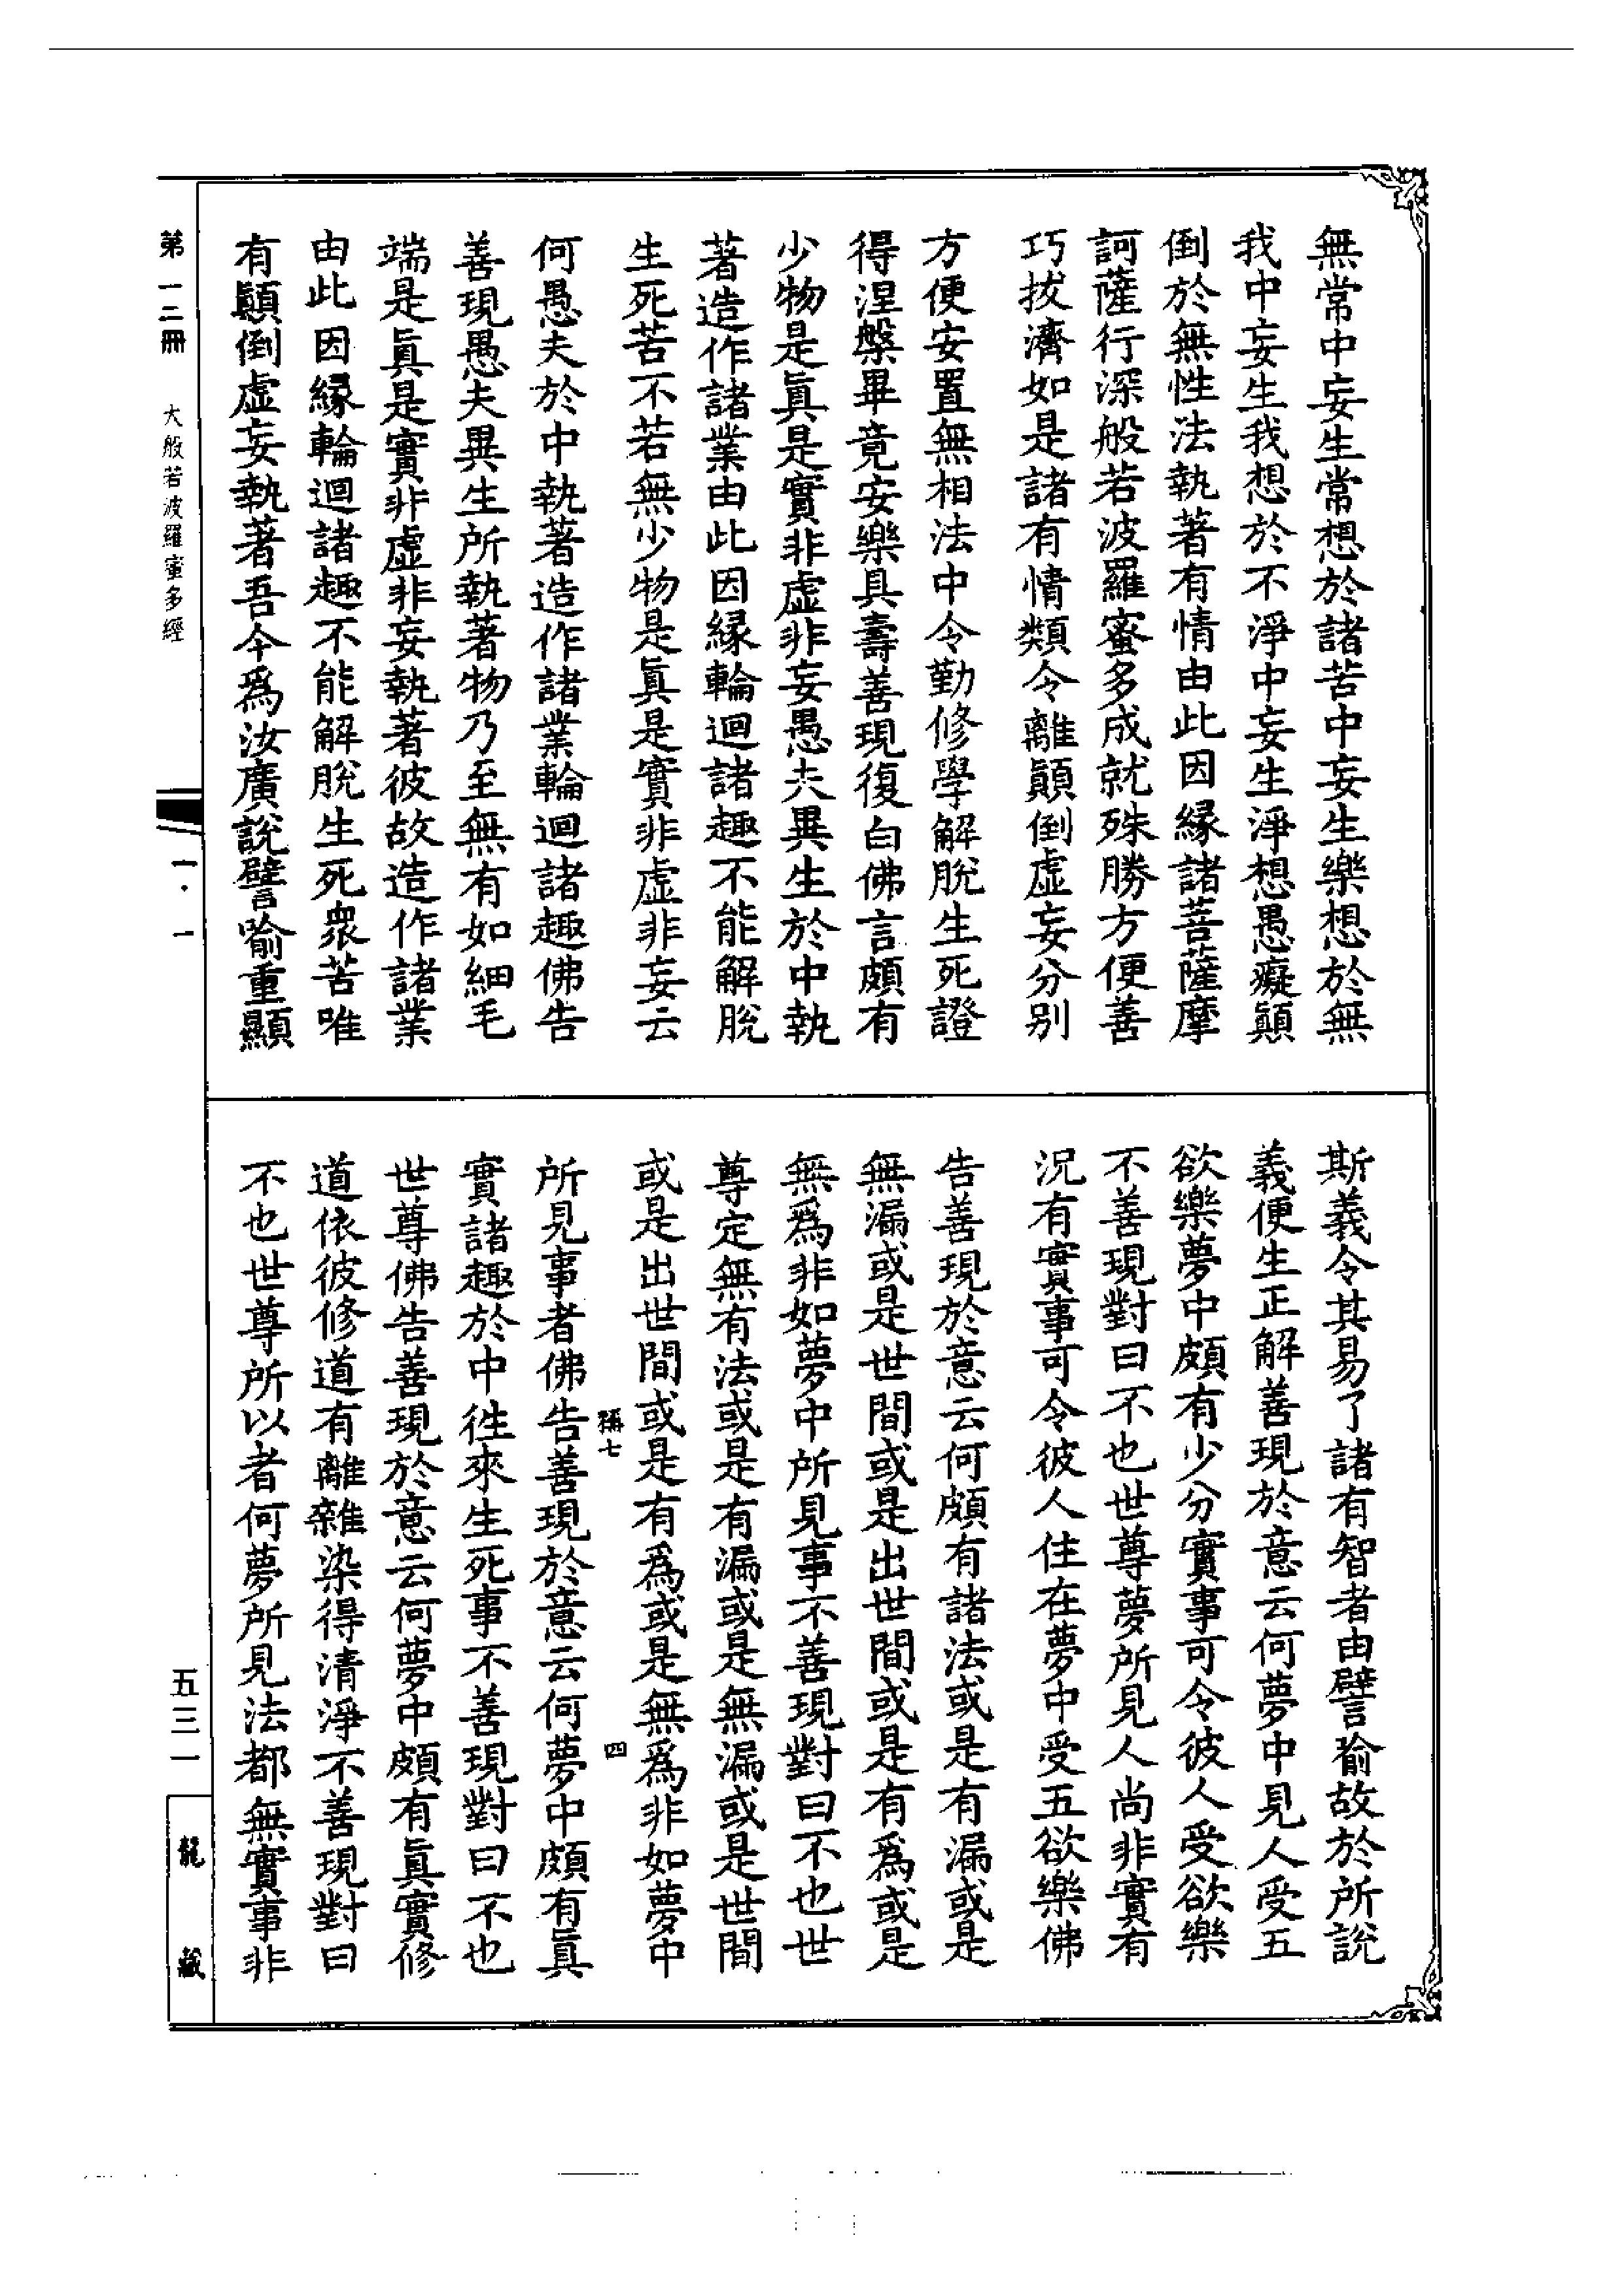 無常中妄生常想於諸苦中妄生樂想於無
我中妄生我想於不淨中妄生淨想愚癡顛
倒於無性法執著有情由此因緣諸菩薩摩
訶薩行深般若波羅蜜多成就殊勝方便善
巧拔濟如是諸有情類令離顛倒虛妄分別
方便安置無相法中令勤修學解脫生死證
得涅槃畢竟安樂具壽善現復白佛言頗有
少物是眞是實非虛非妄愚夫異生於中執
著造作諸業由此因緣輪迴諸趣不能解脫
生死苦不若無少物是眞是實非虛非妄云
何愚夫於中執著造作諸業輪迴諸趣佛告
善現愚夫異生所執著物乃至無有如細毛
端是眞是實非虛非妄執著彼故造作諸業
由此因緣輪迴諸趣不能解脫生死眾苦唯
有顚倒虛妄執著吾今爲汝廣說譬喻重顯
斯義令其易了諸有智者由譬喻故於所說
義便生正解善現於意云何夢中見人受五
欲樂夢中頗有少分實事可令彼人受欲樂
不善現對曰不也世尊夢所見人尚非實有
況有實事可令彼人住在夢中受五欲樂佛
告善現於意云何頗有諸法或是有漏或是
無漏或是世間或是出世間或是有爲或是
無爲非如夢中所見事不善現對曰不也世
尊定無有法或是有漏或是無漏或是世間
或是出世間或是有爲或是無爲非如夢中
稱七 四
所見事者佛告善現於意云何夢中頗有眞
實諸趣於中徃來生死事不善現對曰不也
世尊佛告善現於意云何夢中頗有眞實修
道依彼修道有離雜染得清淨不善現對曰
不也世尊所以者何夢所見法都無實事非
第一二冊 大般若波羅蜜多經
一·一
五三一
龍藏